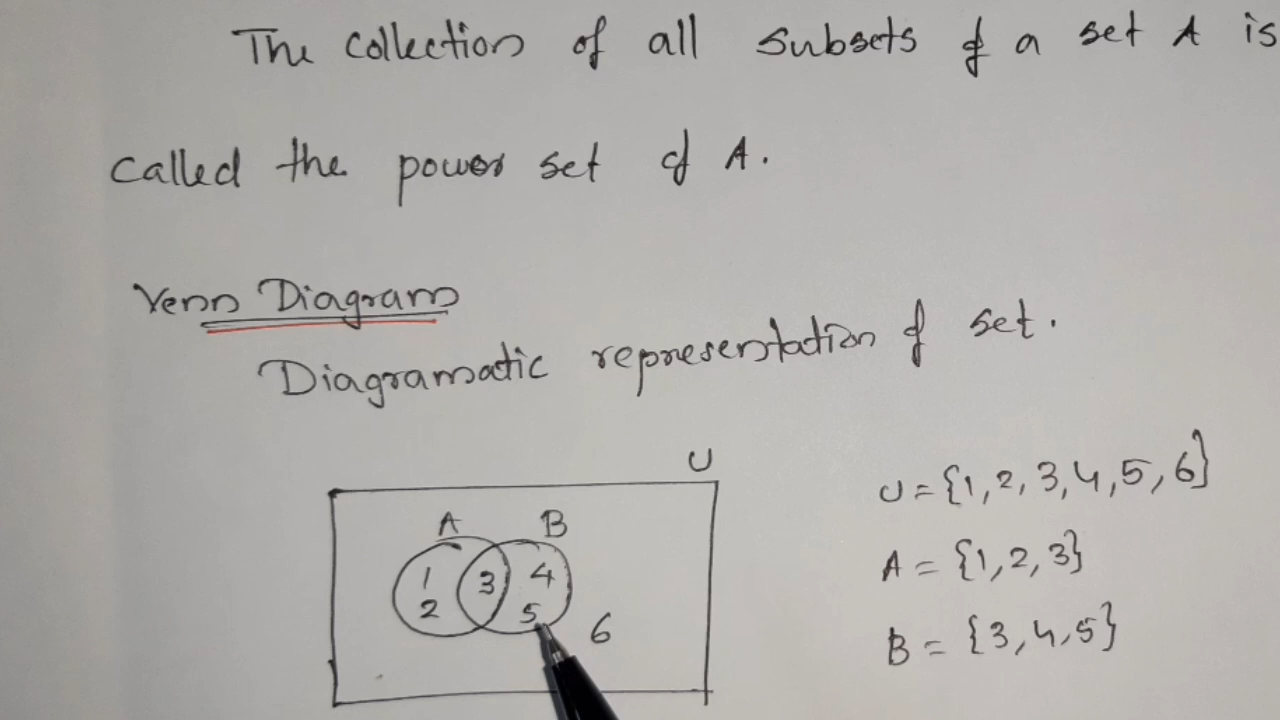 The collection of all subsets of a set A is
called the power set of A.
Venn Diagram
Diagramatic representation of set.
U
A B
1 3 4
2 5
6
U = {1, 2, 3, 4, 5, 6}
A = {1, 2, 3}
B = {3, 4, 5}